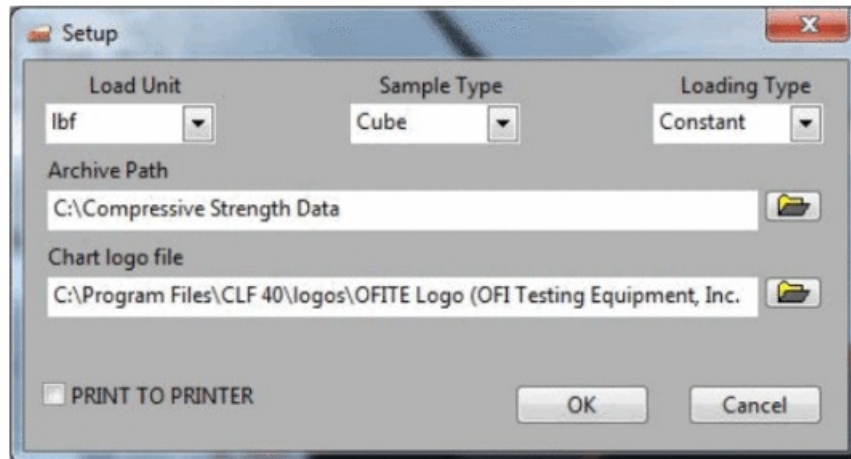 Setup
Load Unit Sample Type Loading Type
lbf Cube Constant
Archive Path
C:\Compressive Strength Data
Chart logo file
C:\Program Files\CLF 40\logos\OFITE Logo (OFI Testing Equipment, Inc.
PRINT TO PRINTER OK Cancel